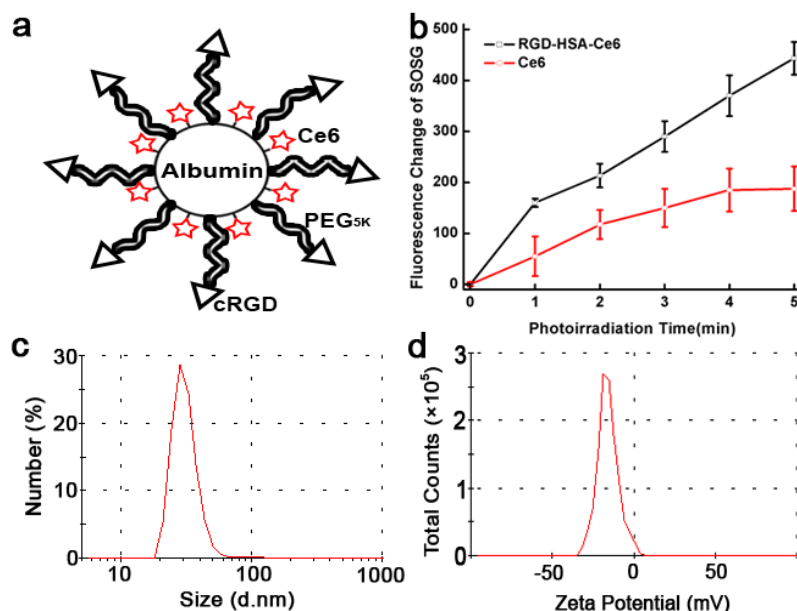 a
Albumin
Ce6
PEG5K
cRGD
b
RGD-HSA-Ce6
Ce6
Fluorescence Change of SOSG
500
400
300
200
100
0
0 1 2 3 4 5
Photoirradiation Time(min)
c
Number (%)
30
20
10
0
10 100 1000
Size (d.nm)
d
Total Counts (×10⁵)
3
2
1
0
-50 0 50
Zeta Potential (mV)